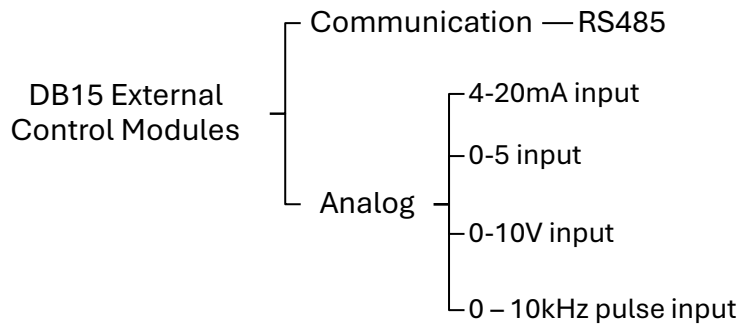 Communication
RS485
DB15 External
Control Modules
4-20mA input
0-5 input
Analog
0-10V input
0 – 10kHz pulse input